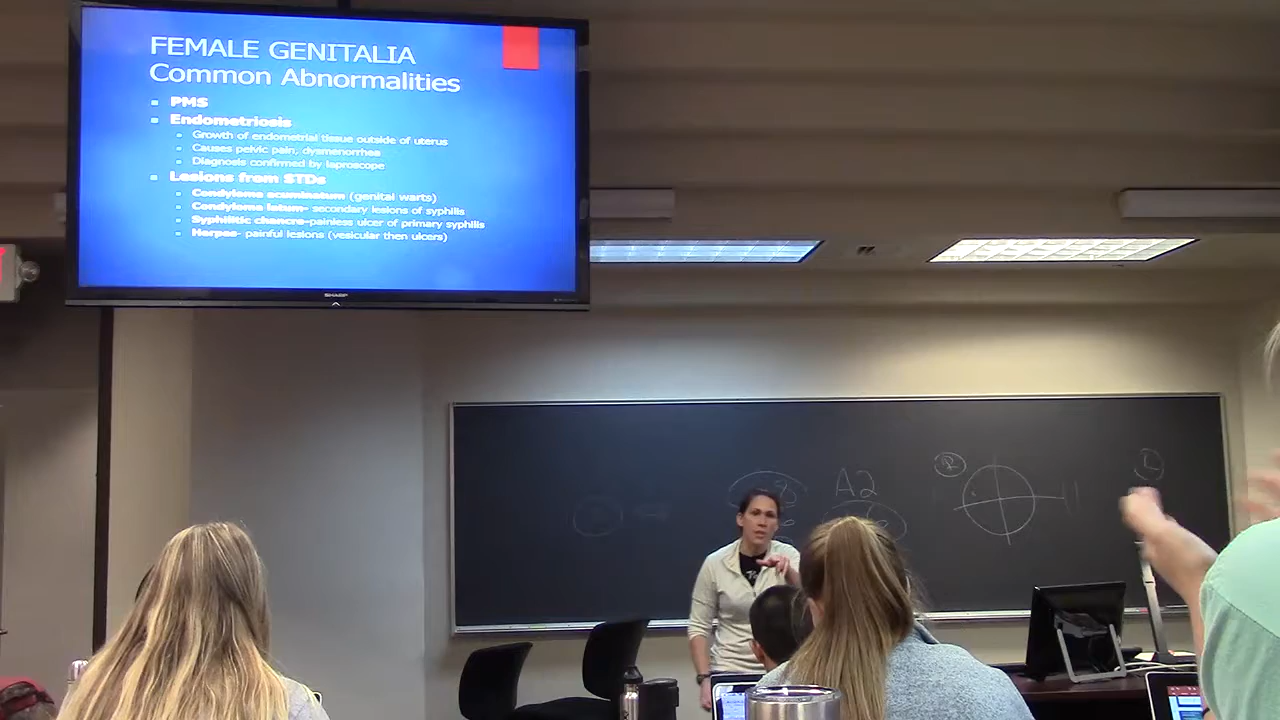 FEMALE GENITALIA
Common Abnormalities
PMS
Endometriosis
Growth of endometrial tissue outside of uterus
Causes pelvic pain, dysmenorrhea
Diagnosis confirmed by laproscope
Lesions from STDs
Condyloma acuminatum (genital warts)
Condyloma latum- secondary lesions of syphilis
Syphilitic chancre-painless ulcer of primary syphilis
Herpes- painful lesions (vesicular then ulcers)
SHARP
A2